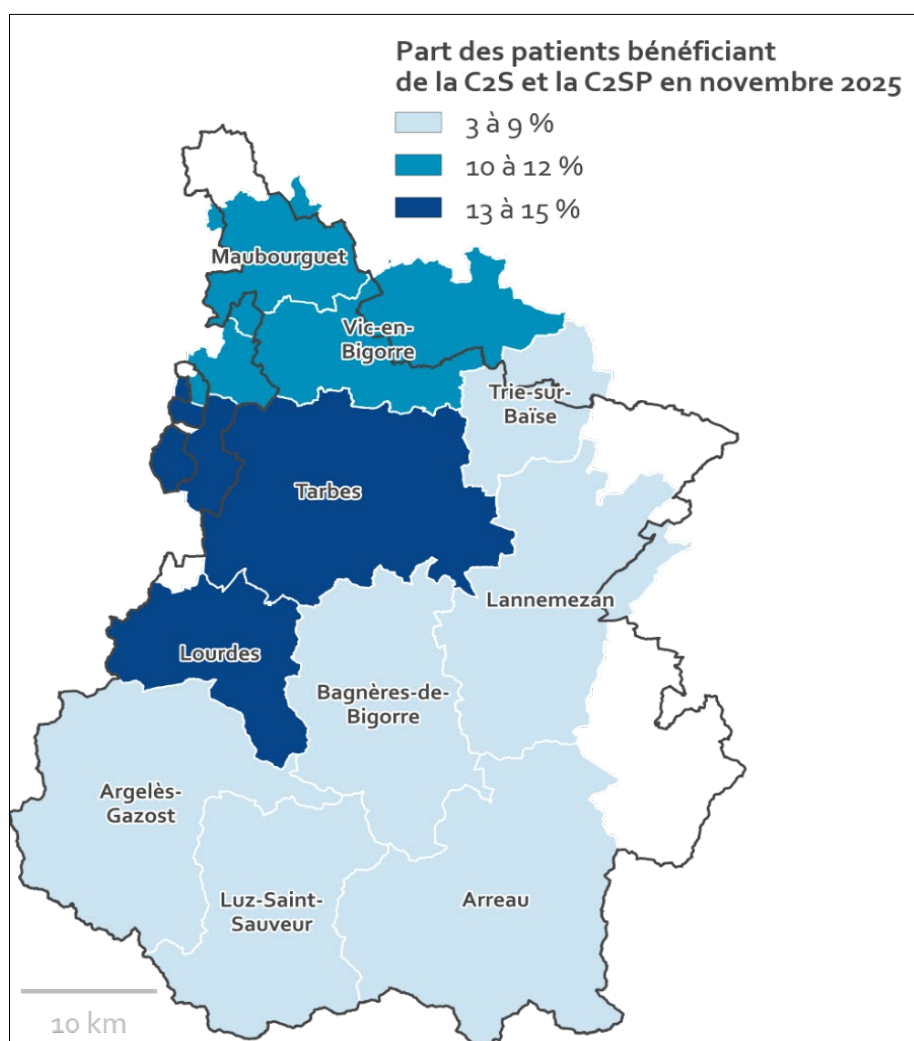 Part des patients bénéficiant
de la C2S et la C2SP en novembre 2025
3 à 9 %
10 à 12 %
13 à 15 %
Maubourguet
Vic-en-
Bigorre
Trie-sur-
Baïse
Tarbes
Lannemezan
Lourdes
Bagnères-de-
Bigorre
Argelès-
Gazost
Luz-Saint-
Sauveur
Arreau
10 km